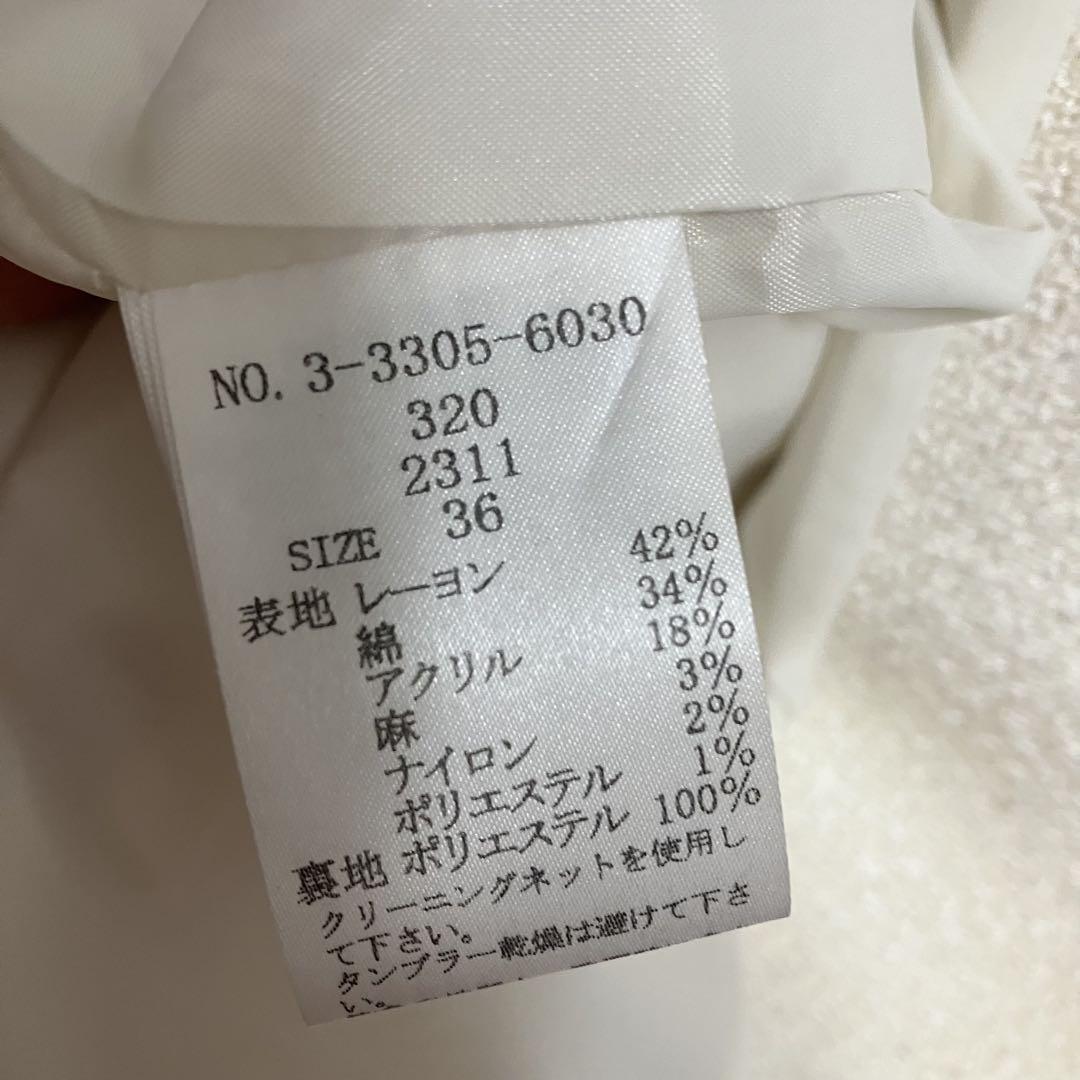 NO. 3-3305-6030
320
2311
SIZE 36
表地 レーヨン 42%
綿 34%
アクリル 18%
麻 3%
ナイロン 2%
ポリエステル 1%
裏地 ポリエステル 100%
クリーニングネットを使用し
て下さい。
タンブラー乾燥は避けて下さ
い。